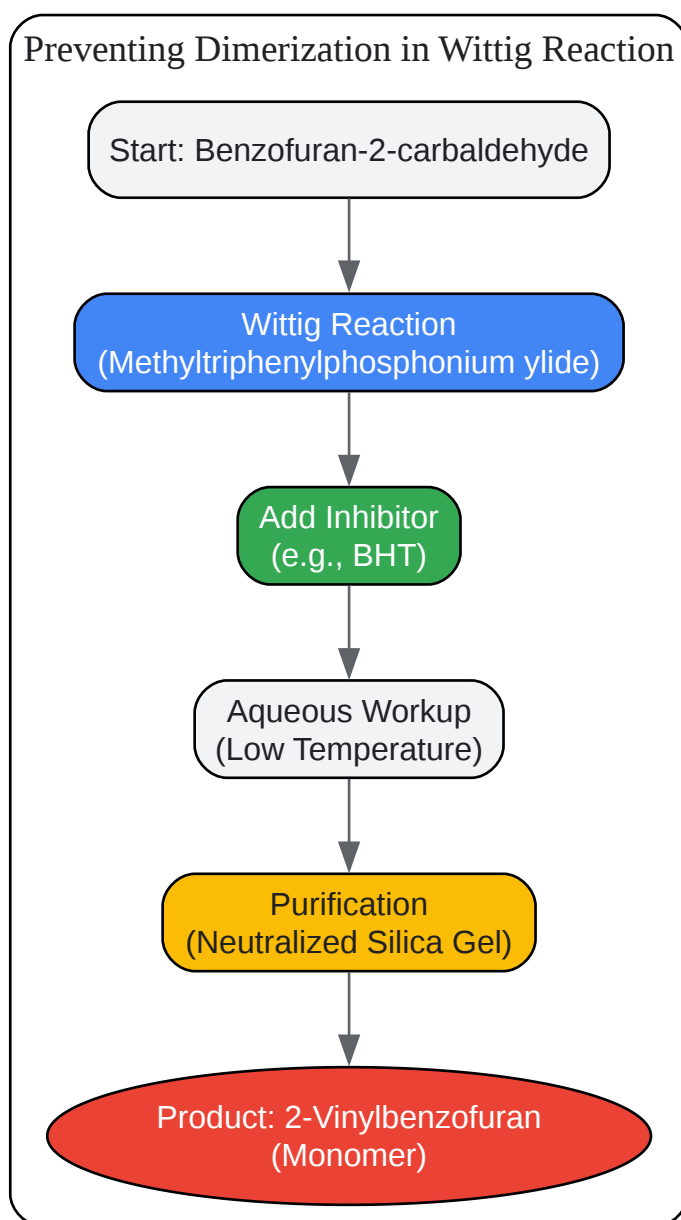 Preventing Dimerization in Wittig Reaction
Start: Benzofuran-2-carbaldehyde
Wittig Reaction
(Methyltriphenylphosphonium ylide)
Add Inhibitor
(e.g., BHT)
Aqueous Workup
(Low Temperature)
Purification
(Neutralized Silica Gel)
Product: 2-Vinylbenzofuran
(Monomer)